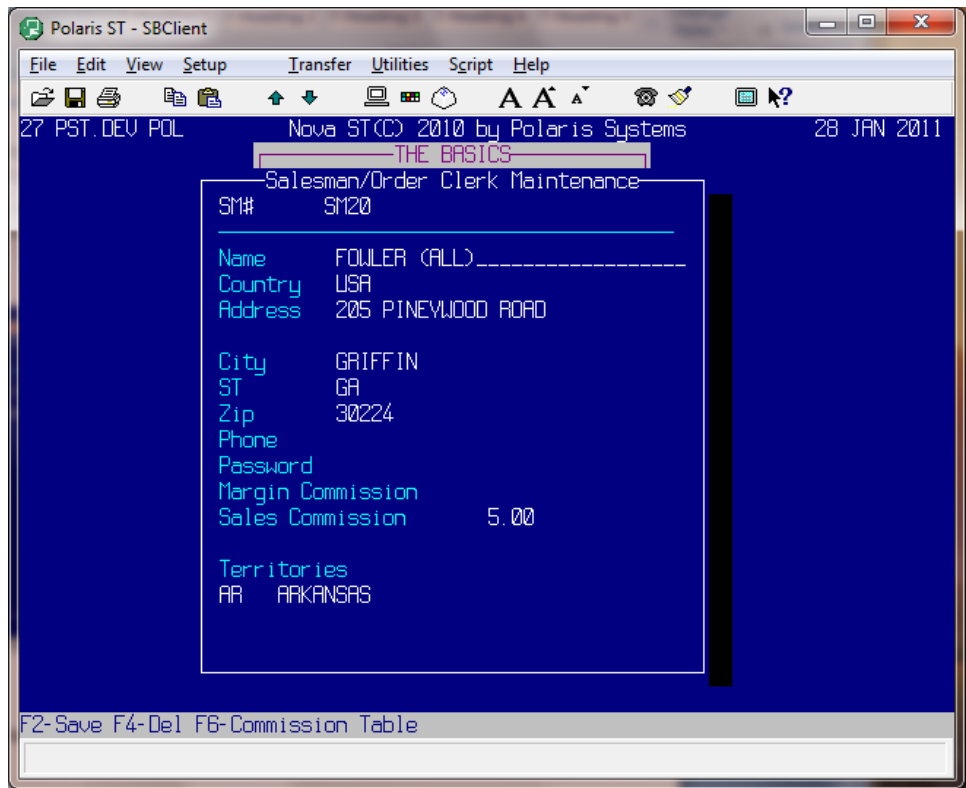 Polaris ST - SBClient
File Edit View Setup Transfer Utilities Script Help
27 PST.DEV POL Nova ST(C) 2010 by Polaris Systems 28 JAN 2011
THE BASICS
Salesman/Order Clerk Maintenance
SM# SM20
Name FOWLER (ALL)__________________
Country USA
Address 205 PINEYWOOD ROAD
City GRIFFIN
ST GA
Zip 30224
Phone
Password
Margin Commission
Sales Commission 5.00
Territories
AR ARKANSAS
F2-Save F4-Del F6-Commission Table